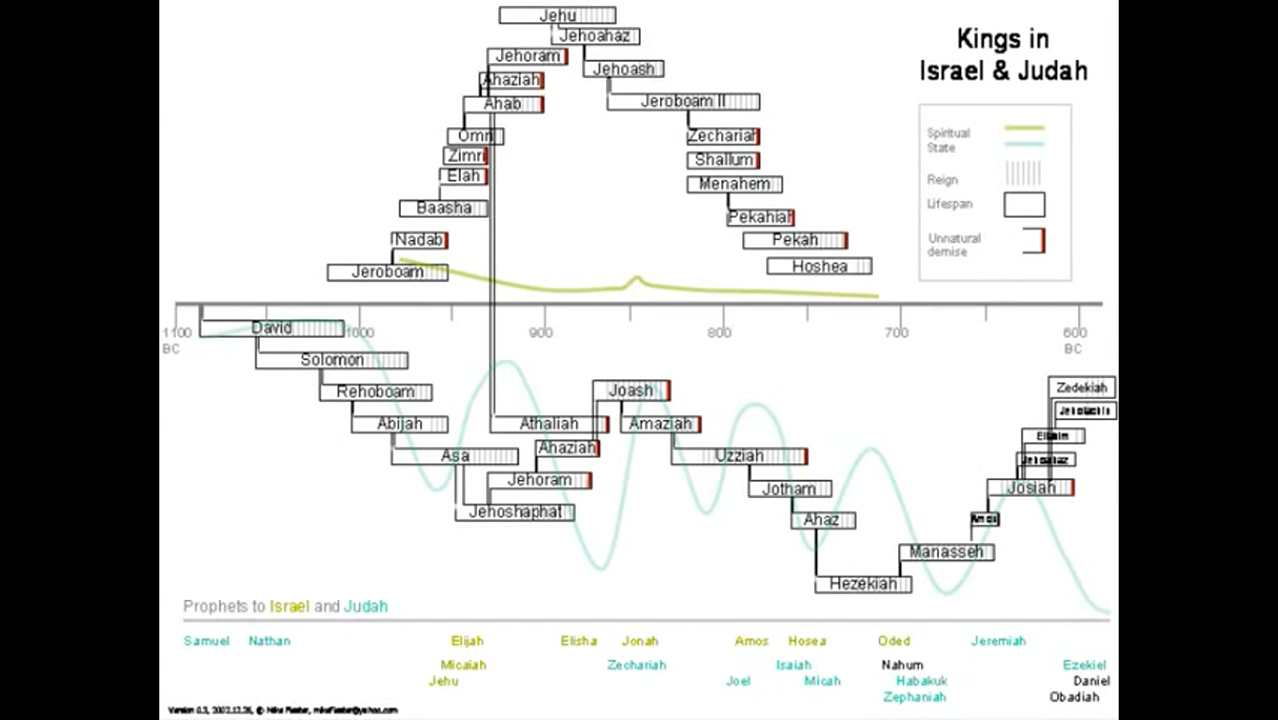 Kings in
Israel & Judah
Spiritual
State
Reign
Lifespan
Unnatural
demise
Jehu
Jehoahaz
Jehoram
Jehoash
Ahaziah
Ahab
Jeroboam II
Omri
Zechariah
Zimri
Shallum
Elah
Menahem
Baasha
Pekahiah
Nadab
Pekah
Jeroboam
Hoshea
1100
BC
1000
900
800
700
600
BC
David
Solomon
Rehoboam
Joash
Zedekiah
Abijah
Athaliah
Amaziah
Ahaziah
Asa
Uzziah
Jehoram
Jotham
Josiah
Jehoshaphat
Ahaz
Manasseh
Hezekiah
Prophets to Israel and Judah
Samuel Nathan Elijah Elisha Jonah Amos Hosea Oded Jeremiah
Micaiah Zechariah Isaiah Nahum Ezekiel
Jehu Joel Micah Habakuk Daniel
Zephaniah Obadiah